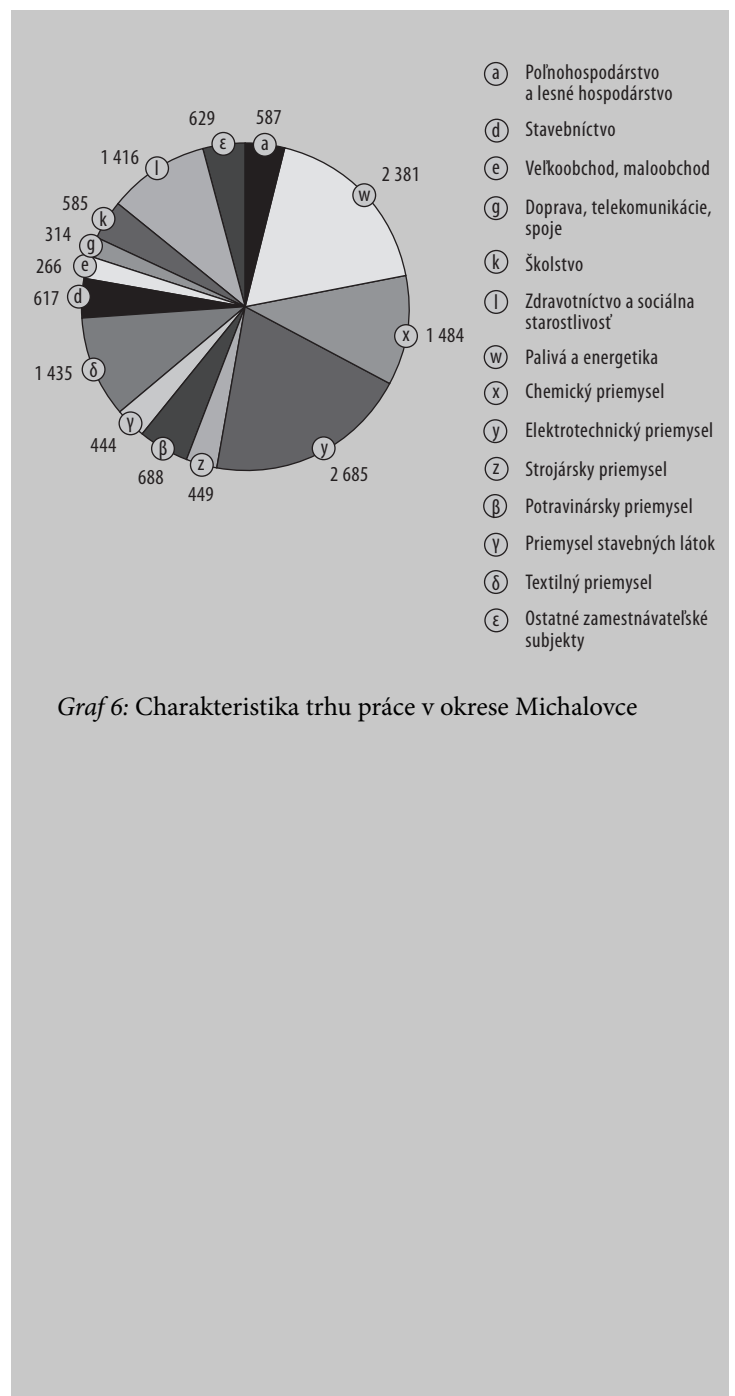 629
587
ε
a
1 416
l
2 381
w
585
k
314
g
266
e
617
d
x
1 484
1 435
δ
444
γ
688
β
449
z
y
2 685
a Poľnohospodárstvo
a lesné hospodárstvo
d Stavebníctvo
e Veľkoobchod, maloobchod
g Doprava, telekomunikácie,
spoje
k Školstvo
l Zdravotníctvo a sociálna
starostlivosť
w Palivá a energetika
x Chemický priemysel
y Elektrotechnický priemysel
z Strojársky priemysel
β Potravinársky priemysel
γ Priemysel stavebných látok
δ Textilný priemysel
ε Ostatné zamestnávateľské
subjekty
Graf 6: Charakteristika trhu práce v okrese Michalovce